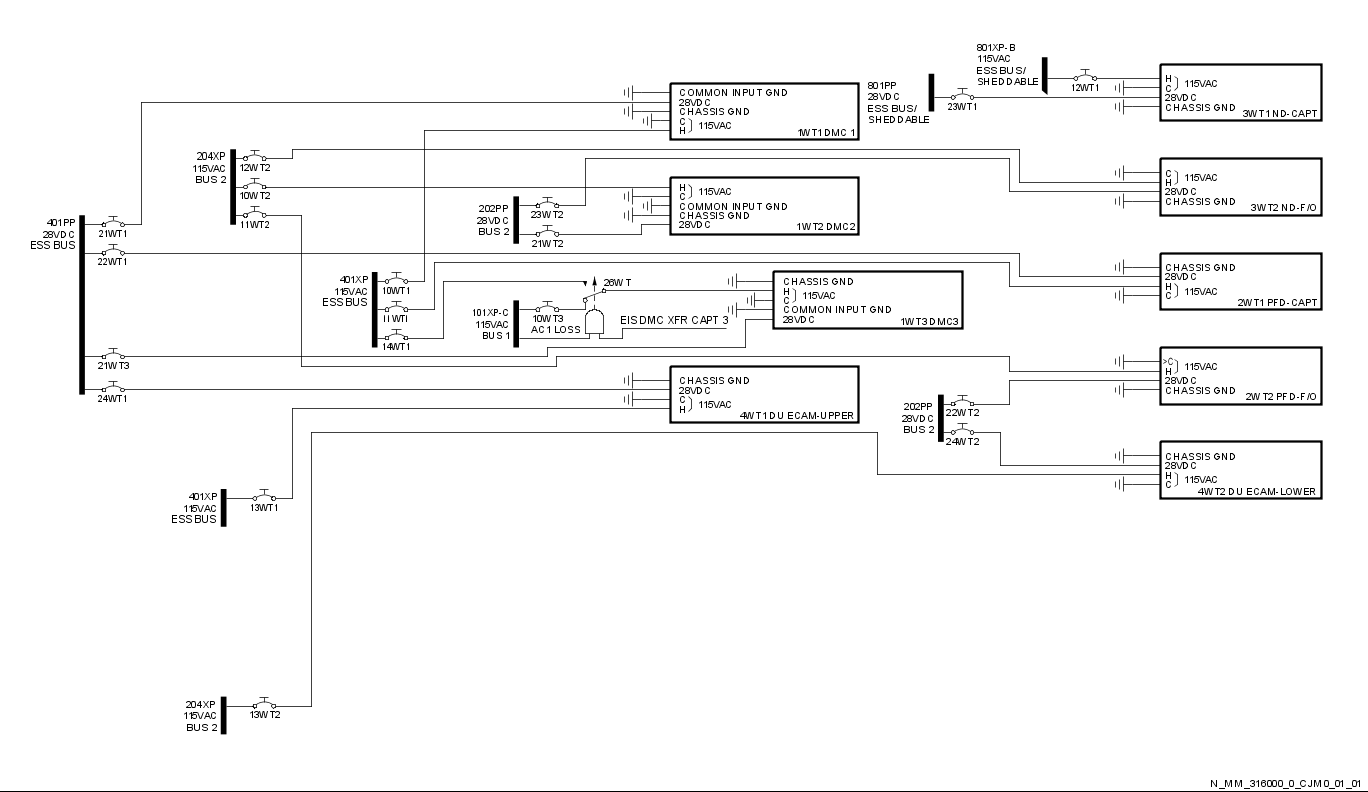 801XP-B
115VAC
ESS BUS/
SHEDDABLE
12WT1
801PP
28VDC
ESS BUS/
SHEDDABLE
23WT1
H
C
115VAC
28VDC
CHASSIS GND
3WT1 ND-CAPT
COMMON INPUT GND
28VDC
CHASSIS GND
C
H
115VAC
1WT1 DMC 1
204XP
115VAC
BUS 2
12WT2
10WT2
11WT2
C
H
115VAC
28VDC
CHASSIS GND
3WT2 ND-F/O
H
C
115VAC
COMMON INPUT GND
CHASSIS GND
28VDC
1WT2 DMC2
202PP
28VDC
BUS 2
23WT2
21WT2
401PP
28VDC
ESS BUS
21WT1
22WT1
21WT3
24WT1
CHASSIS GND
28VDC
H
C
115VAC
2WT1 PFD-CAPT
401XP
115VAC
ESS BUS
10WT1
11WT1
14WT1
26WT
101XP-C
115VAC
BUS 1
10WT3
AC1 LOSS
EIS DMC XFR CAPT 3
CHASSIS GND
H
C
115VAC
COMMON INPUT GND
28VDC
1WT3 DMC3
>C
H
115VAC
28VDC
CHASSIS GND
2WT2 PFD-F/O
CHASSIS GND
28VDC
C
H
115VAC
4WT1 DU ECAM-UPPER
202PP
28VDC
BUS 2
22WT2
24WT2
CHASSIS GND
28VDC
H
C
115VAC
4WT2 DU ECAM-LOWER
401XP
115VAC
ESS BUS
13WT1
204XP
115VAC
BUS 2
13WT2
N_MM_316000_0_CJM0_01_01